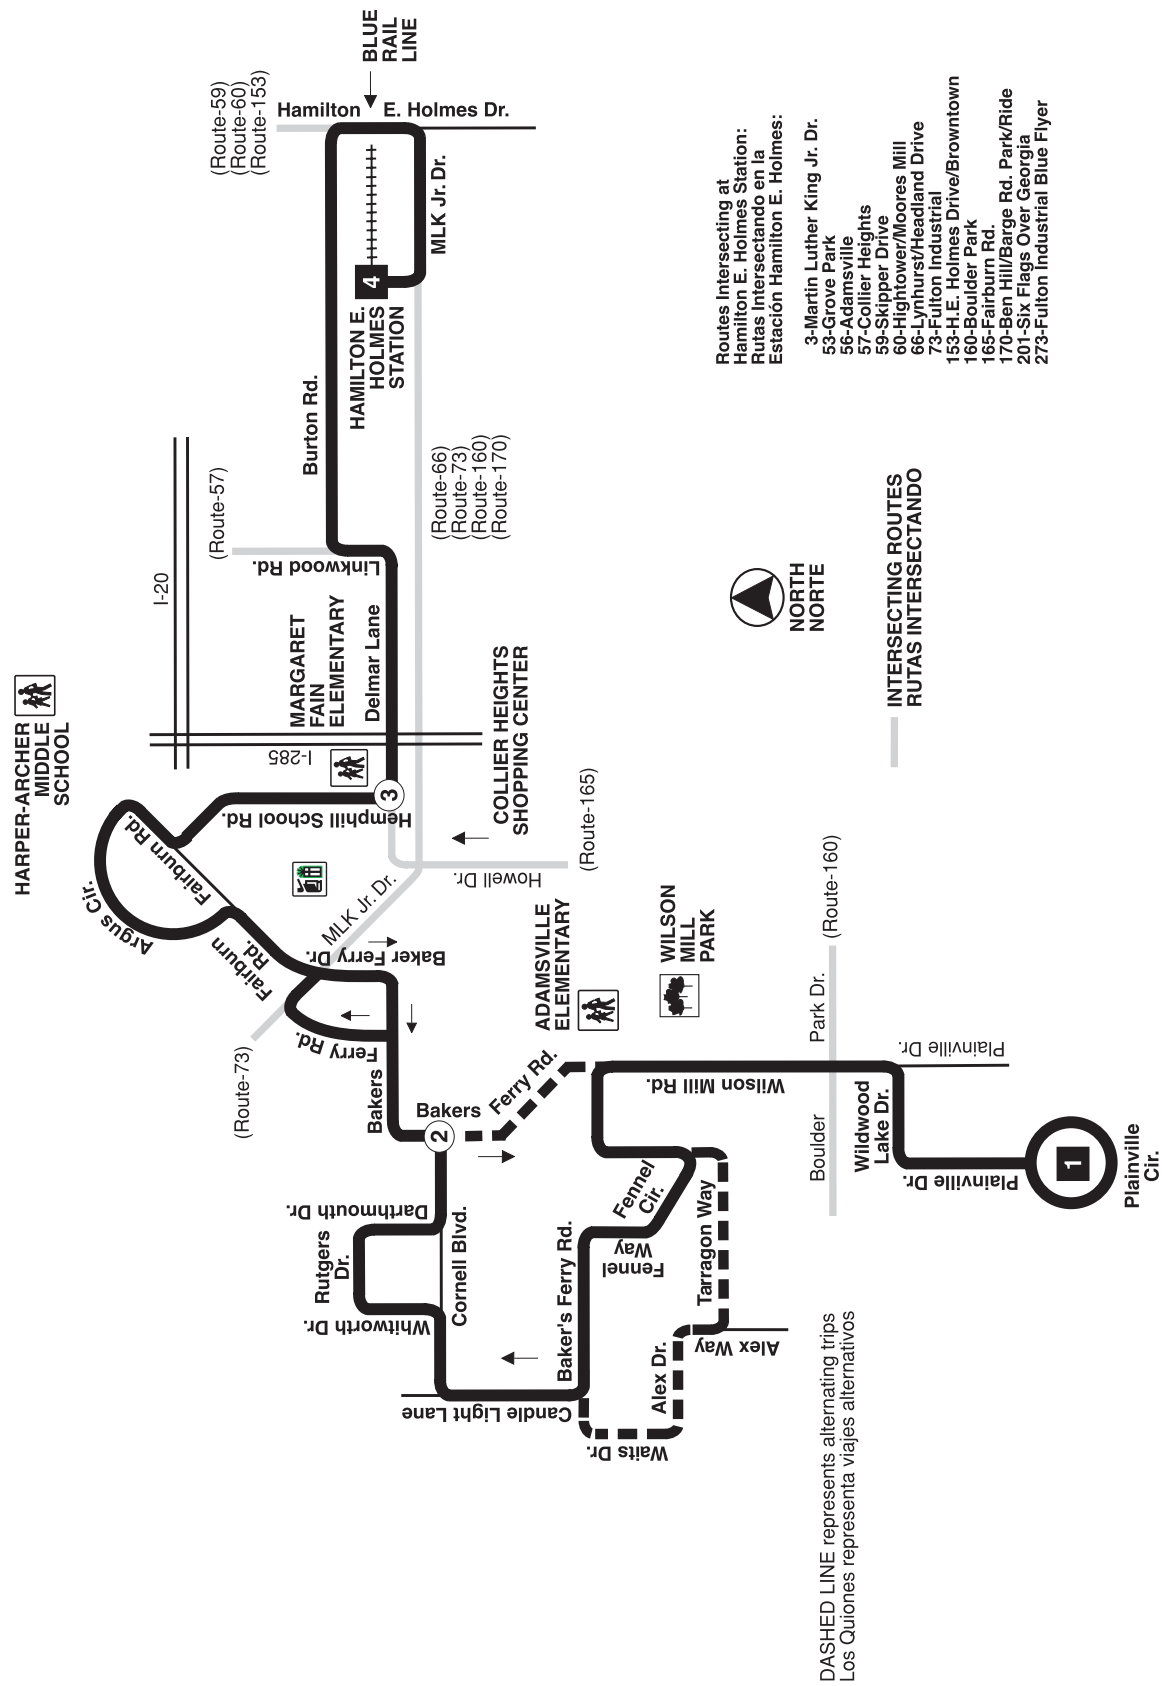 HARPER-ARCHER
MIDDLE
SCHOOL
I-20
(Route-57)
(Route-59)
(Route-60)
(Route-153)
Hamilton
E. Holmes Dr.
BLUE
RAIL
LINE
Burton Rd.
HAMILTON E.
HOLMES
STATION
4
MLK Jr. Dr.
(Route-66)
(Route-73)
(Route-160)
(Route-170)
Linkwood Rd.
MARGARET
FAIN
ELEMENTARY
Delmar Lane
I-285
3
Hemphill School Rd.
COLLIER HEIGHTS
SHOPPING CENTER
(Route-165)
Howell Dr.
Fairburn Rd.
Argus Cir.
Fairburn
Rd.
MLK Jr. Dr.
Baker Ferry Dr.
(Route-73)
Ferry Rd.
Bakers
2
Bakers
Ferry Rd.
ADAMSVILLE
ELEMENTARY
WILSON
MILL
PARK
Darthmouth Dr.
Rutgers
Dr.
Whitworth Dr.
Cornell Blvd.
Candle Light Lane
Baker's Ferry Rd.
Fennel
Way
Fennel
Cir.
Wilson Mill Rd.
Tarragon Way
Alex Way
Alex Dr.
Waits Dr.
Boulder
Park Dr.
(Route-160)
Wildwood
Lake Dr.
Plainville Dr.
Plainville Dr.
1
Plainville
Cir.
Routes Intersecting at
Hamilton E. Holmes Station:
Rutas Intersectando en la
Estación Hamilton E. Holmes:
3-Martin Luther King Jr. Dr.
53-Grove Park
56-Adamsville
57-Collier Heights
59-Skipper Drive
60-Hightower/Moores Mill
66-Lynhurst/Headland Drive
73-Fulton Industrial
153-H.E. Holmes Drive/Browntown
160-Boulder Park
165-Fairburn Rd.
170-Ben Hill/Barge Rd. Park/Ride
201-Six Flags Over Georgia
273-Fulton Industrial Blue Flyer
NORTH
NORTE
INTERSECTING ROUTES
RUTAS INTERSECTANDO
DASHED LINE represents alternating trips
Los Quiones representa viajes alternativos